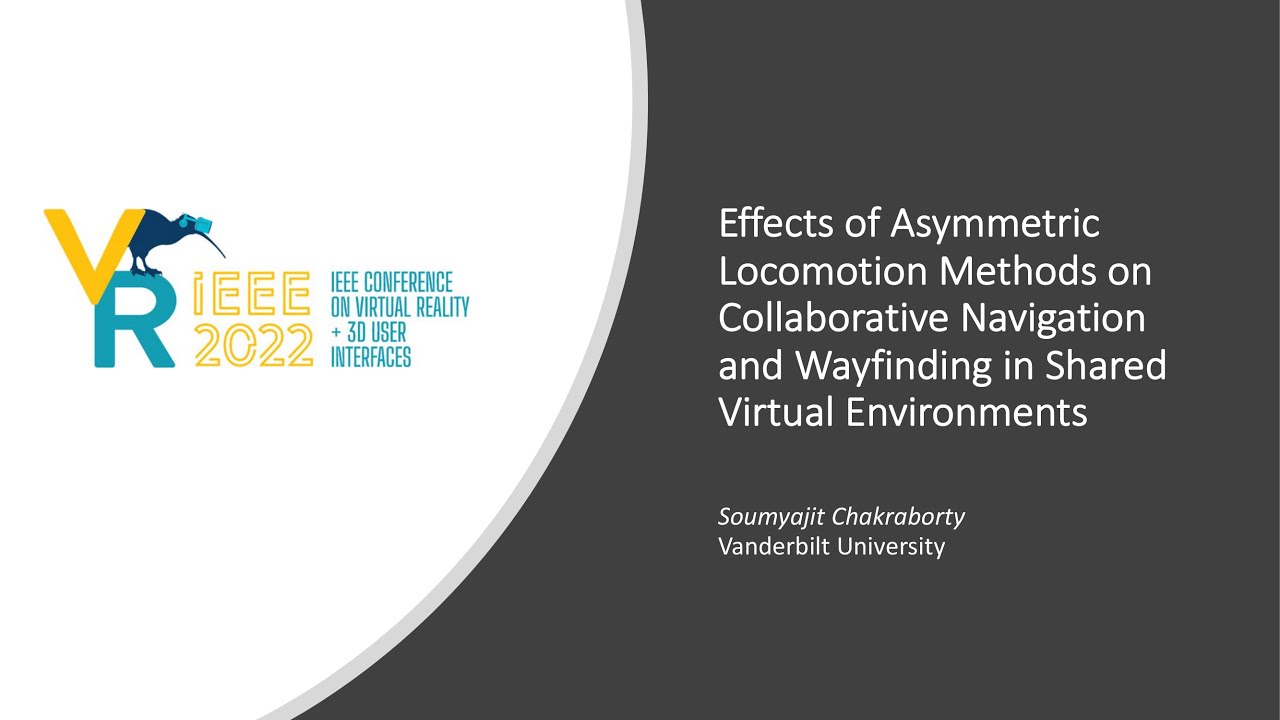 VR
iEEE
2022
IEEE CONFERENCE
ON VIRTUAL REALITY
+ 3D USER
INTERFACES
Effects of Asymmetric
Locomotion Methods on
Collaborative Navigation
and Wayfinding in Shared
Virtual Environments
Soumyajit Chakraborty
Vanderbilt University